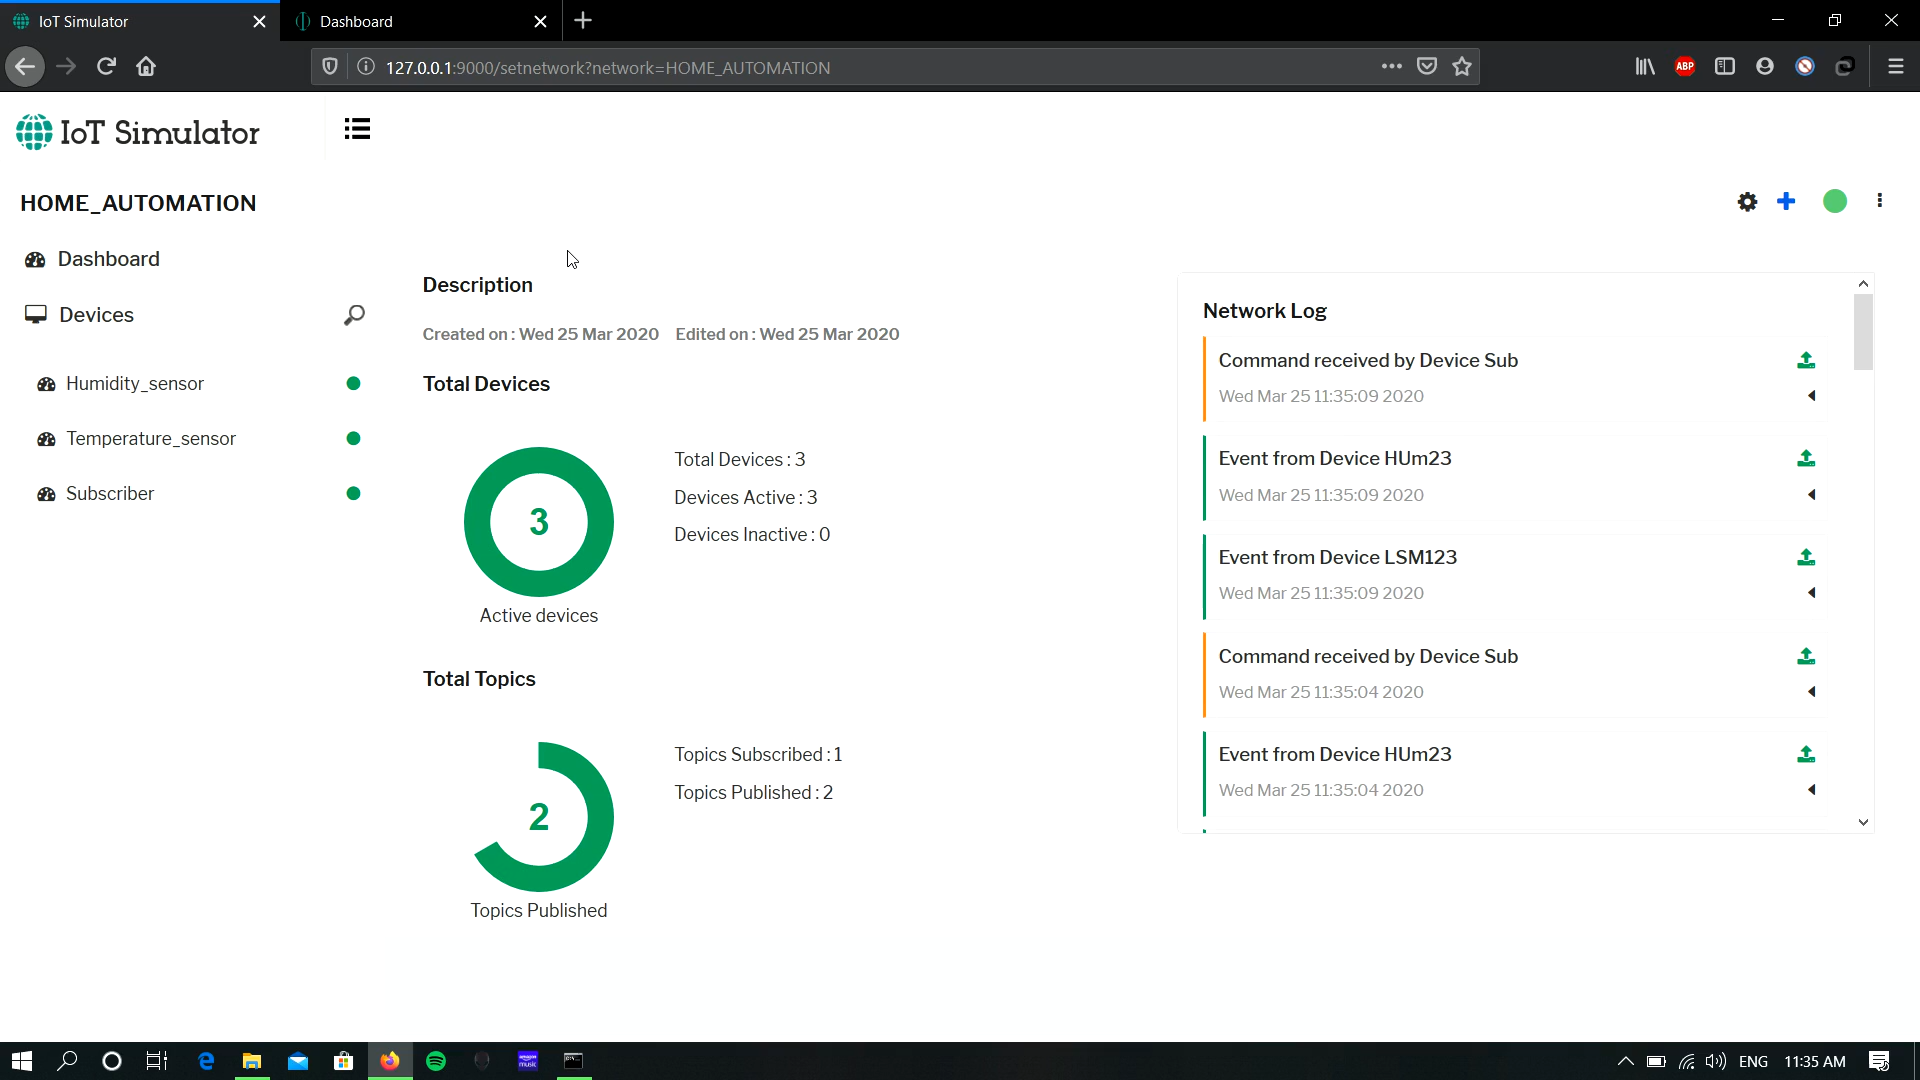 IoT Simulator
Dashboard
127.0.0.1:9000/setnetwork?network=HOME_AUTOMATION
ABP
IoT Simulator
HOME_AUTOMATION
Dashboard
Devices
Humidity_sensor
Temperature_sensor
Subscriber
Description
Created on : Wed 25 Mar 2020 Edited on : Wed 25 Mar 2020
Total Devices
3
Active devices
Total Devices : 3
Devices Active : 3
Devices Inactive : 0
Total Topics
2
Topics Published
Topics Subscribed : 1
Topics Published : 2
Network Log
Command received by Device Sub
Wed Mar 25 11:35:09 2020
Event from Device HUm23
Wed Mar 25 11:35:09 2020
Event from Device LSM123
Wed Mar 25 11:35:09 2020
Command received by Device Sub
Wed Mar 25 11:35:04 2020
Event from Device HUm23
Wed Mar 25 11:35:04 2020
amazon
music
ENG
11:35 AM